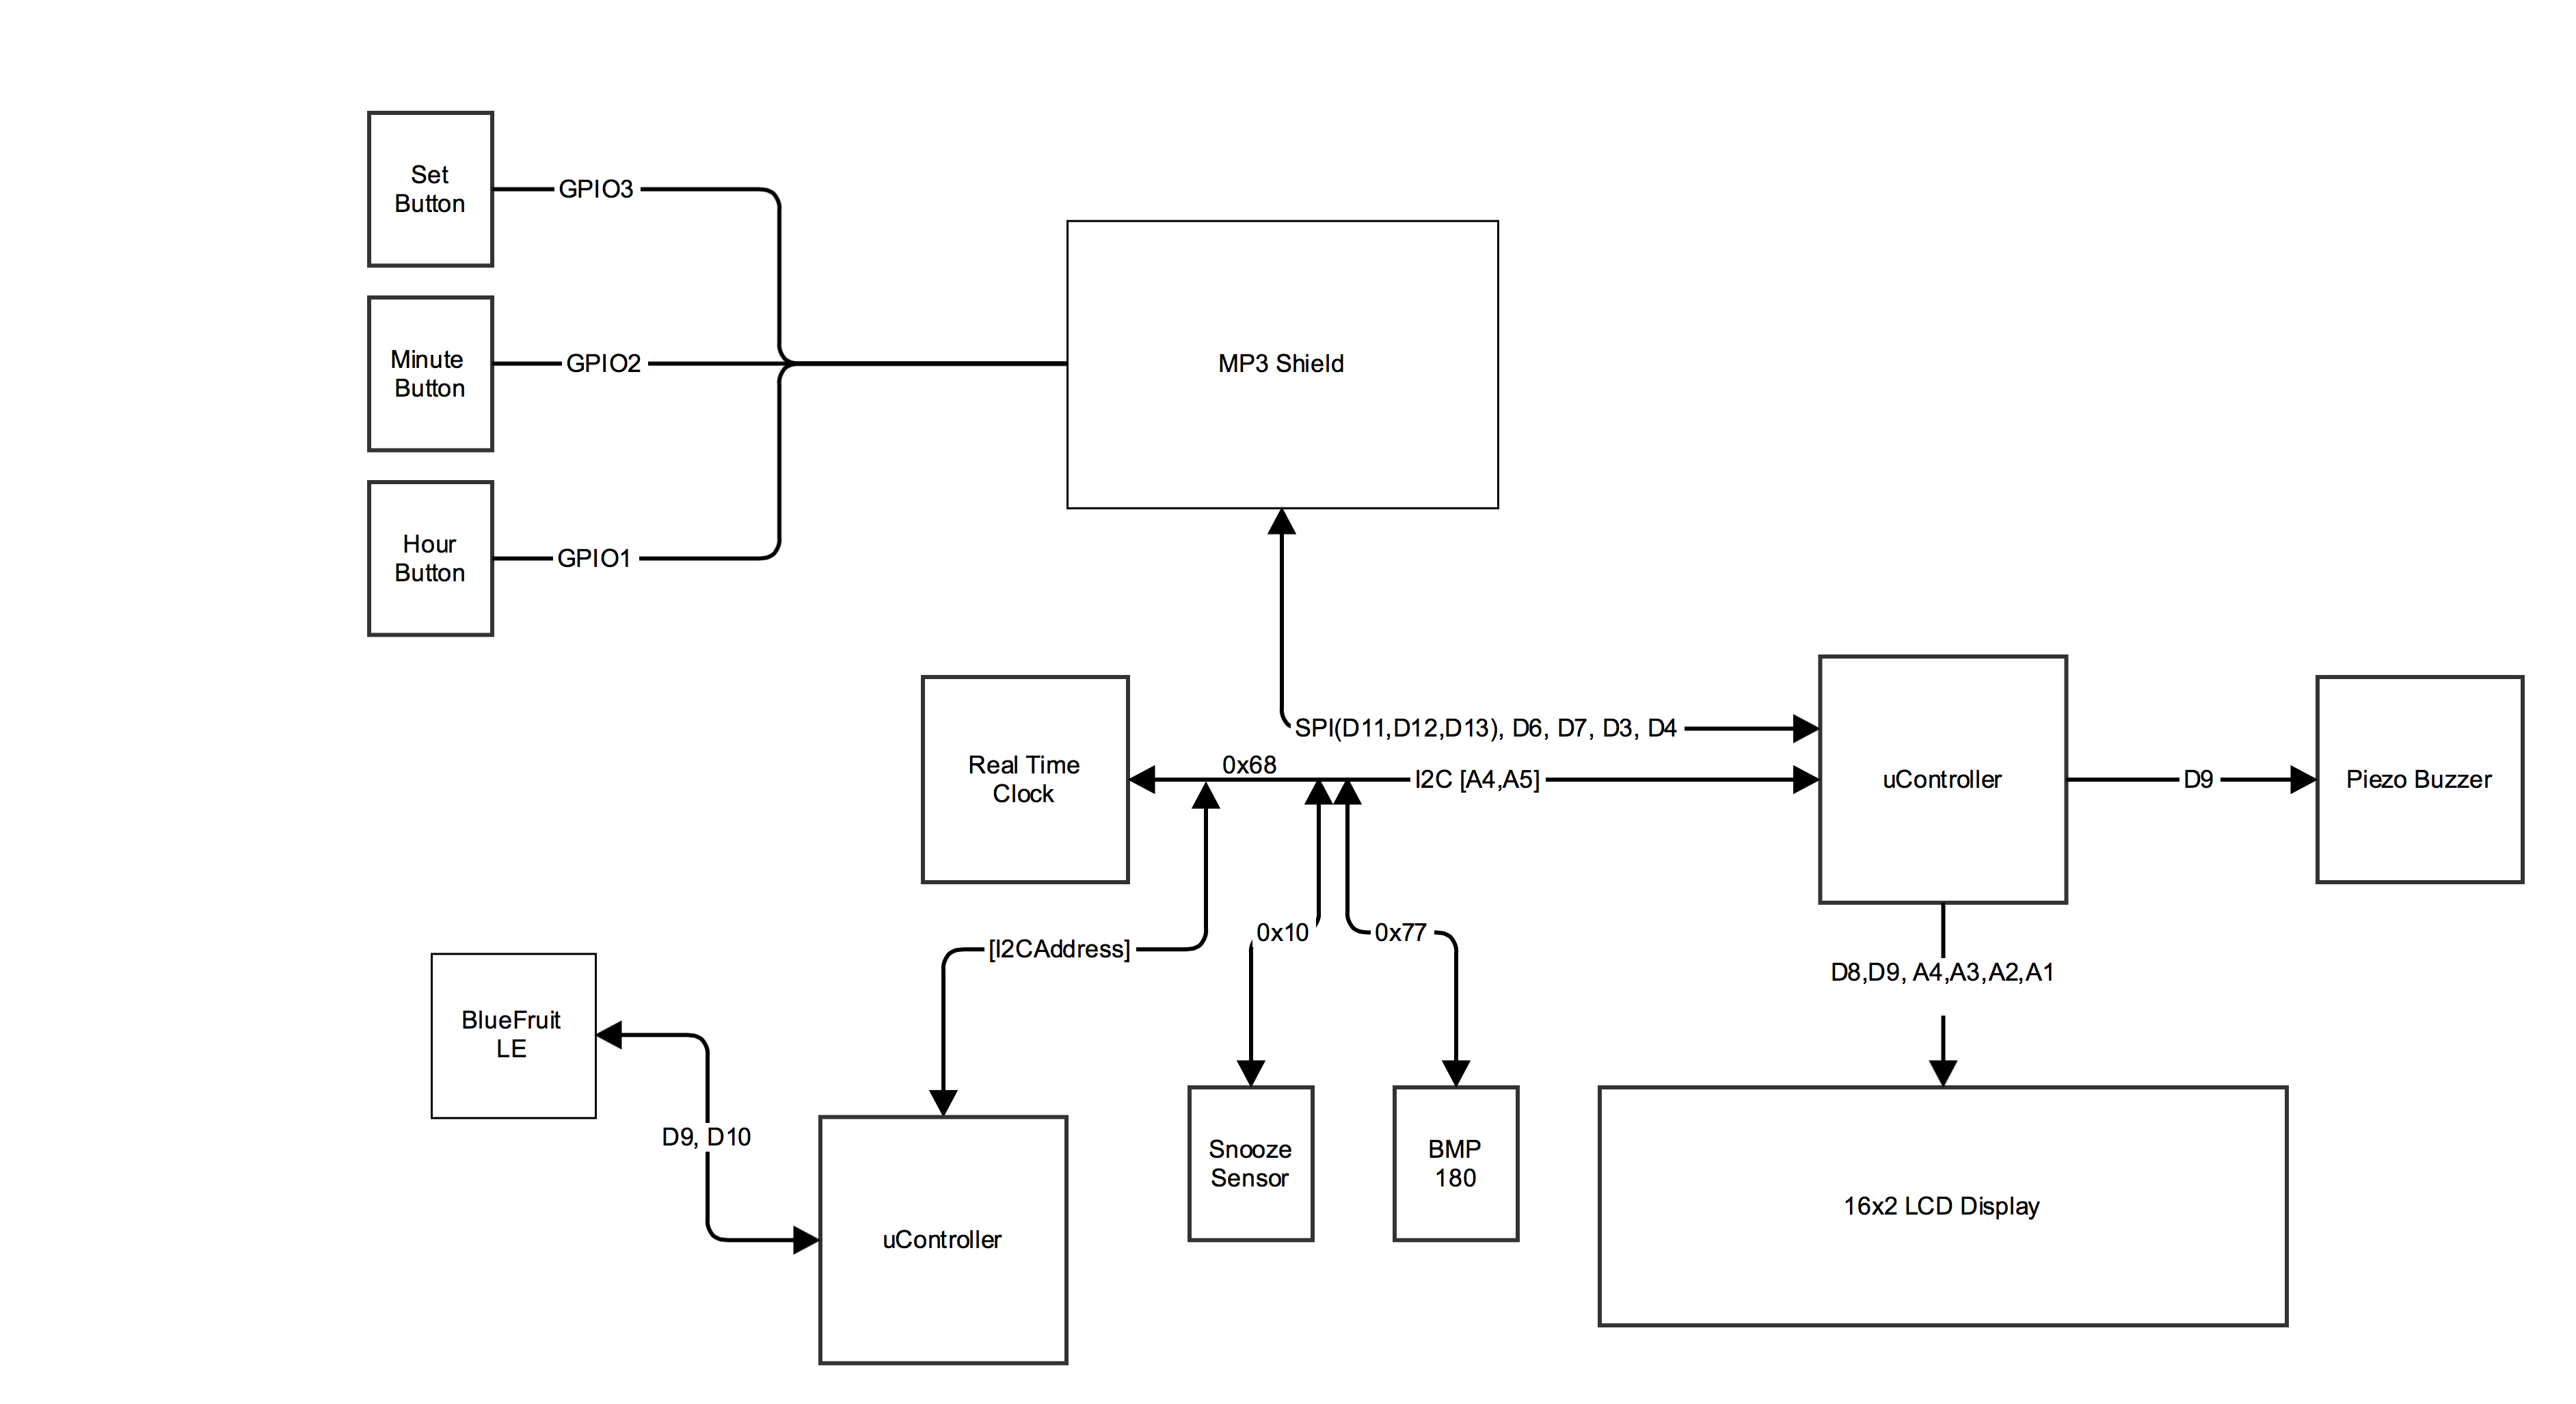 Set
Button
GPIO3
Minute
Button
GPIO2
MP3 Shield
Hour
Button
GPIO1
SPI(D11,D12,D13), D6, D7, D3, D4
Real Time
Clock
0x68
I2C [A4,A5]
uController
D9
Piezo Buzzer
[I2CAddress]
0x10
0x77
D8,D9, A4,A3,A2,A1
BlueFruit
LE
D9, D10
uController
Snooze
Sensor
BMP
180
16x2 LCD Display